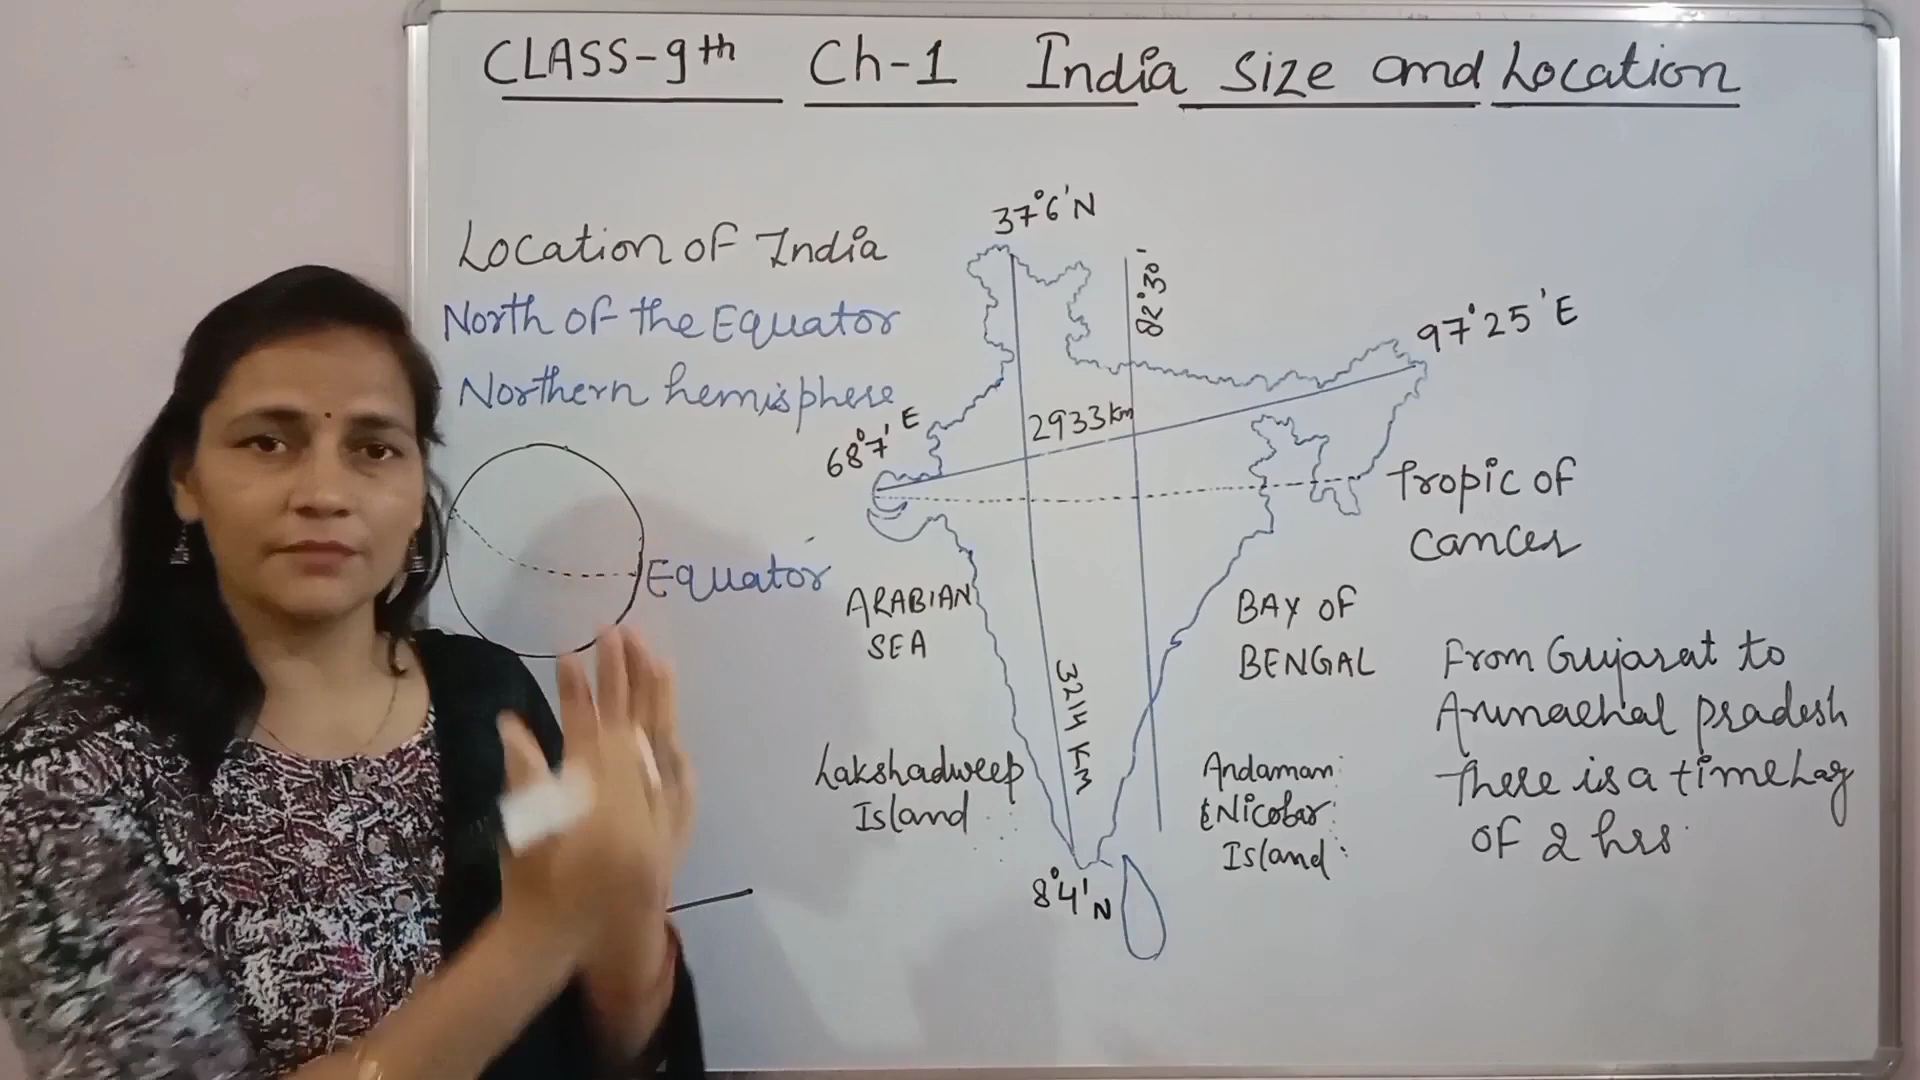 CLASS-9th Ch-1 India Size and Location
Location of India
North of the Equator
Northern hemisphere
Equator
37°6'N
82°30'
97°25'E
68°7'E
2933 km
Tropic of
Cancer
ARABIAN
SEA
BAY OF
BENGAL
3214 KM
Lakshadweep
Island
Andaman
&Nicobar
Island
8°4'N
From Gujarat to
Arunachal pradesh
there is a time lag
of 2 hrs.